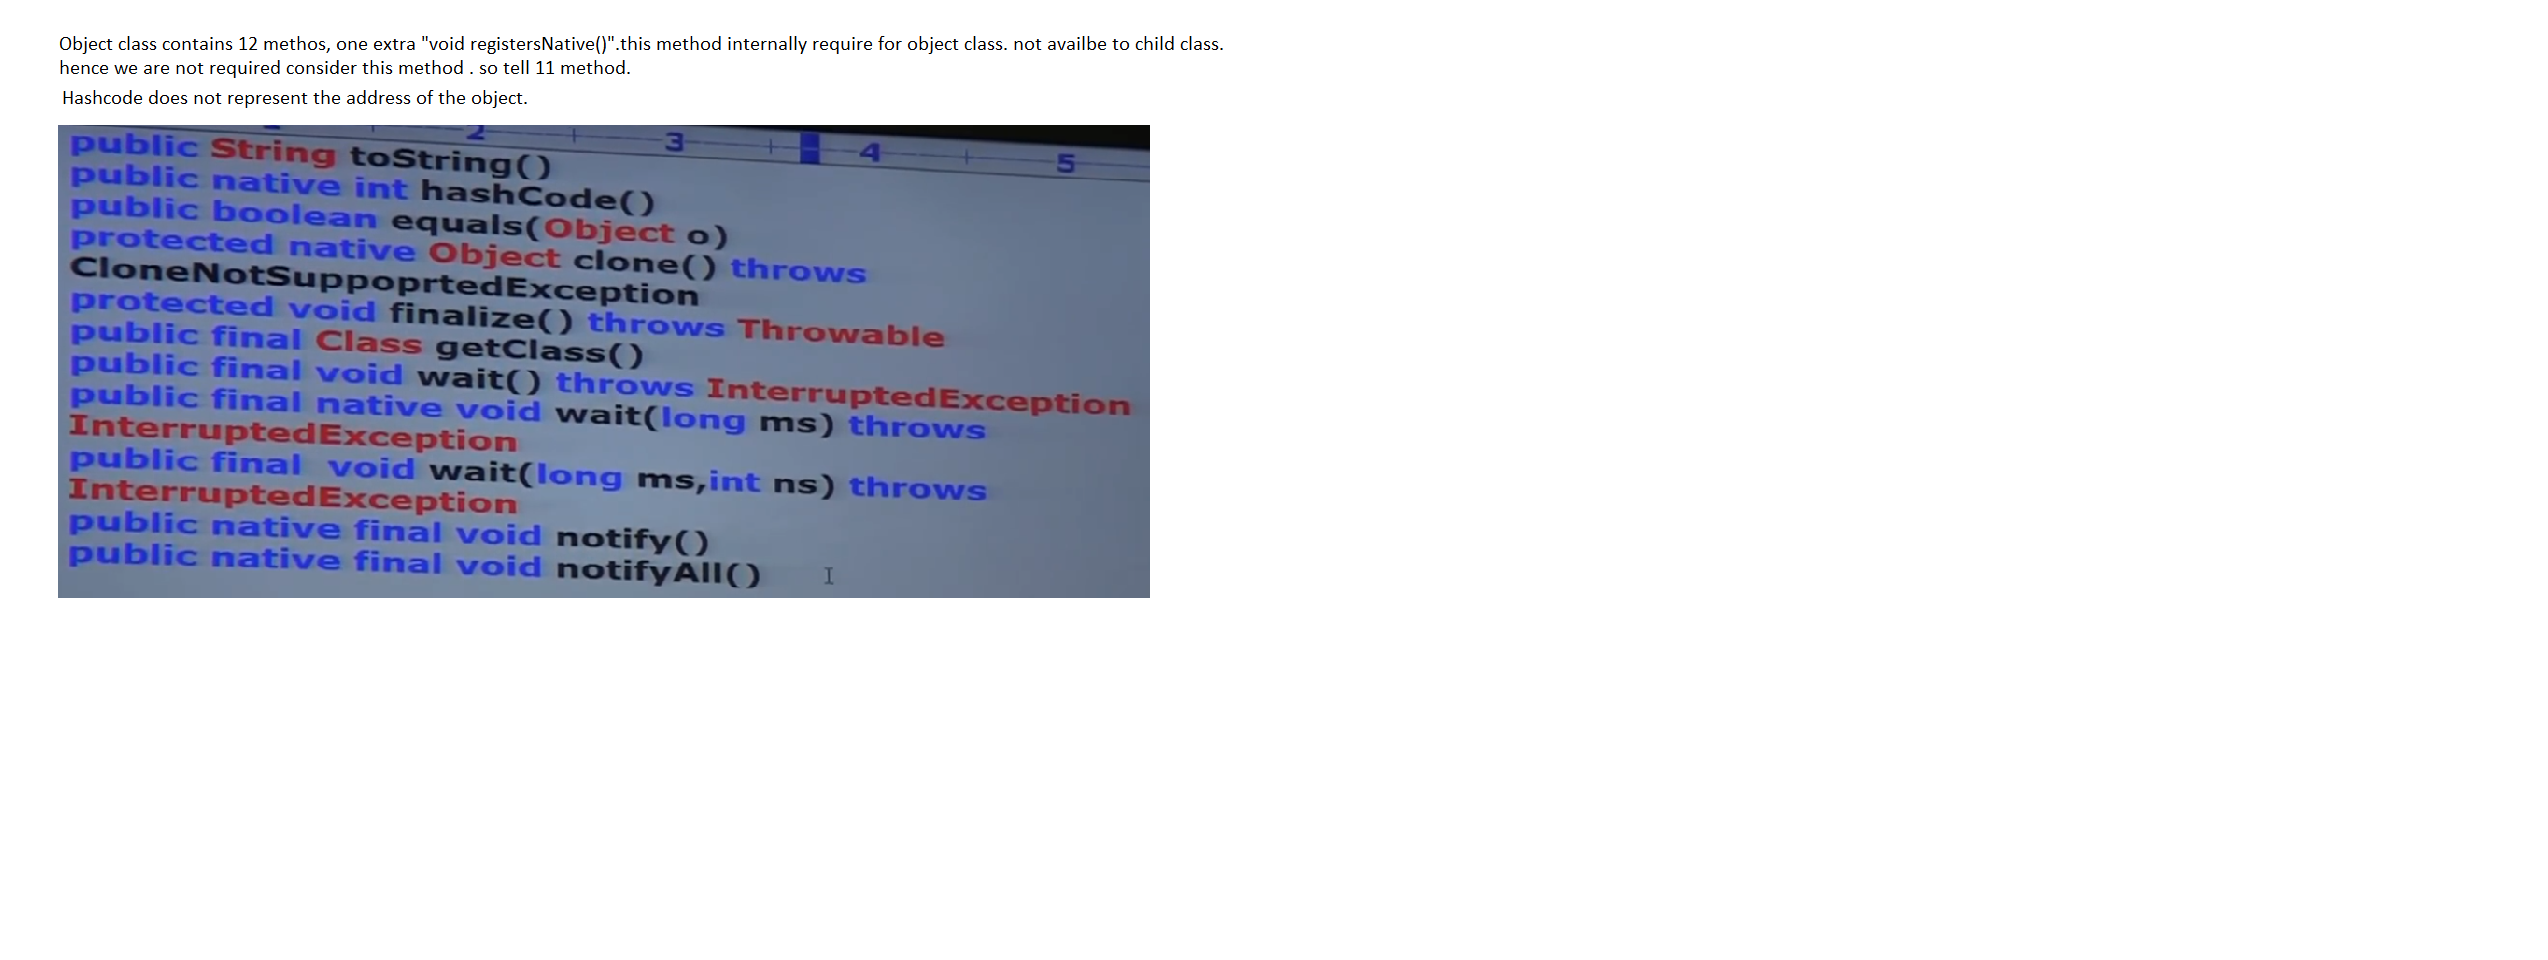 Object class contains 12 methos, one extra "void registersNative()".this method internally require for object class. not availbe to child class.
hence we are not required consider this method . so tell 11 method.
Hashcode does not represent the address of the object.
2 3 4 5
public String toString()
public native int hashCode()
public boolean equals(Object o)
protected native Object clone() throws
CloneNotSuppoprtedException
protected void finalize() throws Throwable
public final Class getClass()
public final void wait() throws InterruptedException
public final native void wait(long ms) throws
InterruptedException
public final void wait(long ms,int ns) throws
InterruptedException
public native final void notify()
public native final void notifyAll()